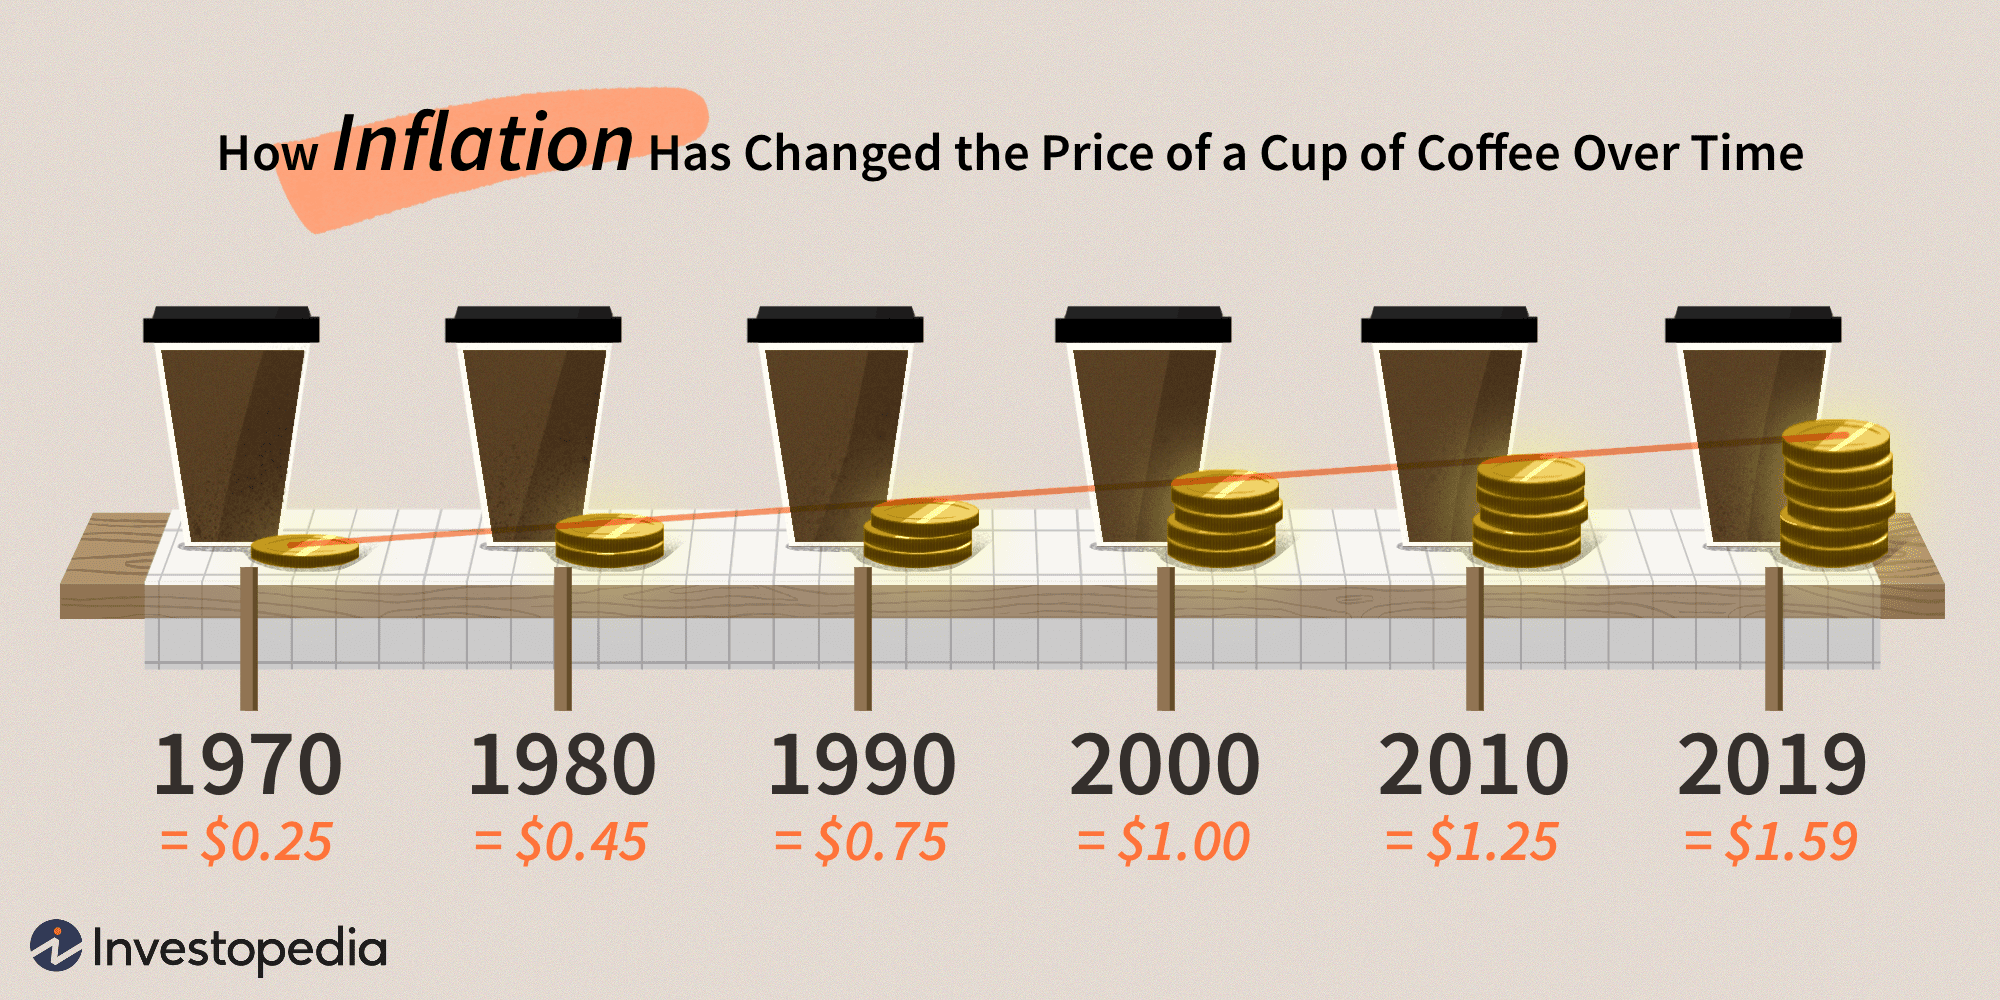 How Inflation Has Changed the Price of a Cup of Coffee Over Time
1970 1980 1990 2000 2010 2019
= $0.25 = $0.45 = $0.75 = $1.00 = $1.25 = $1.59
Investopedia